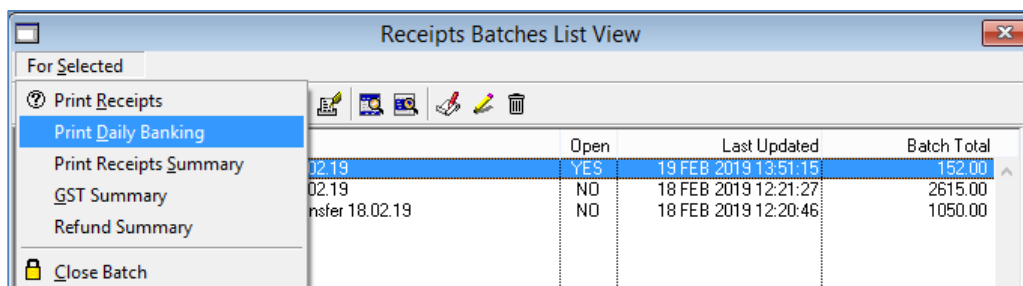 Receipts Batches List View
For Selected
Print Receipts
Print Daily Banking
Print Receipts Summary
GST Summary
Refund Summary
Close Batch
Open Last Updated Batch Total
02.19 YES 19 FEB 2019 13:51:15 152.00
02.19 NO 18 FEB 2019 12:21:27 2615.00
nsfer 18.02.19 NO 18 FEB 2019 12:20:46 1050.00